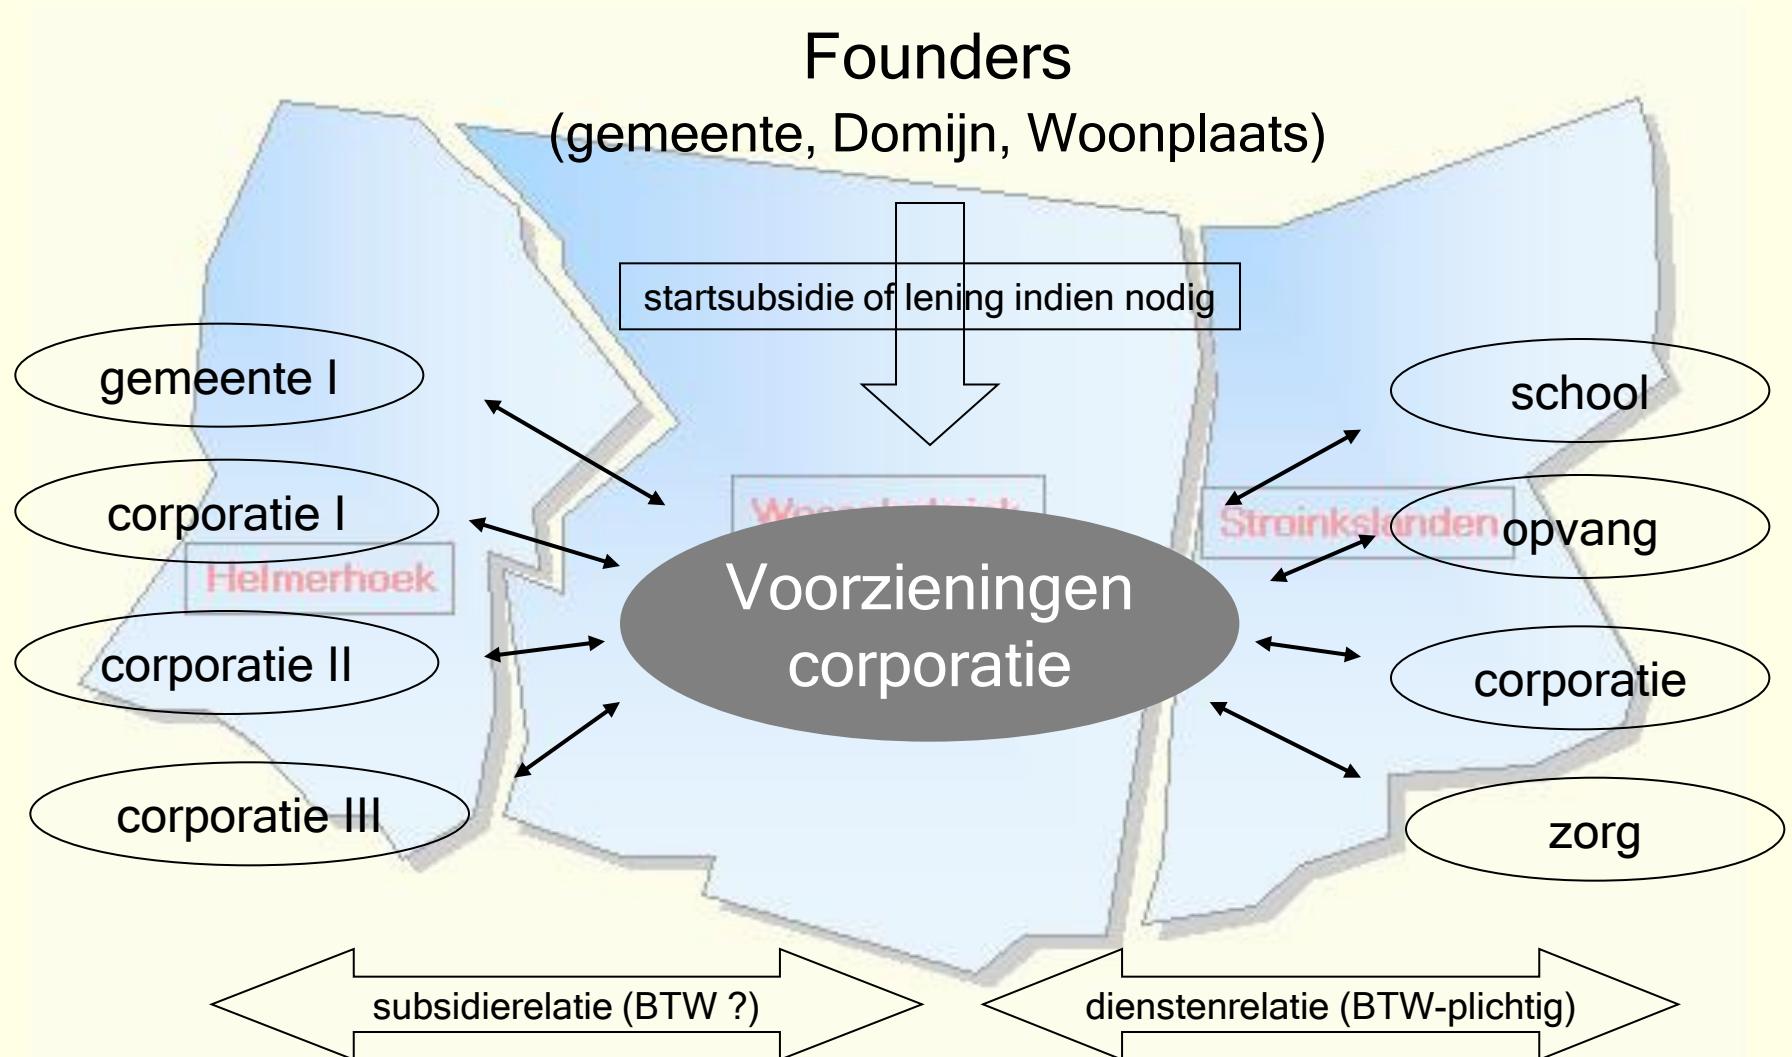 Founders
(gemeente, Domijn, Woonplaats)
startsubsidie of lening indien nodig
gemeente I
school
corporatie I
Stroinkslanden
opvang
Helmerhoek
Voorzieningen
corporatie
corporatie II
corporatie
corporatie III
zorg
subsidierelatie (BTW ?)
dienstenrelatie (BTW-plichtig)